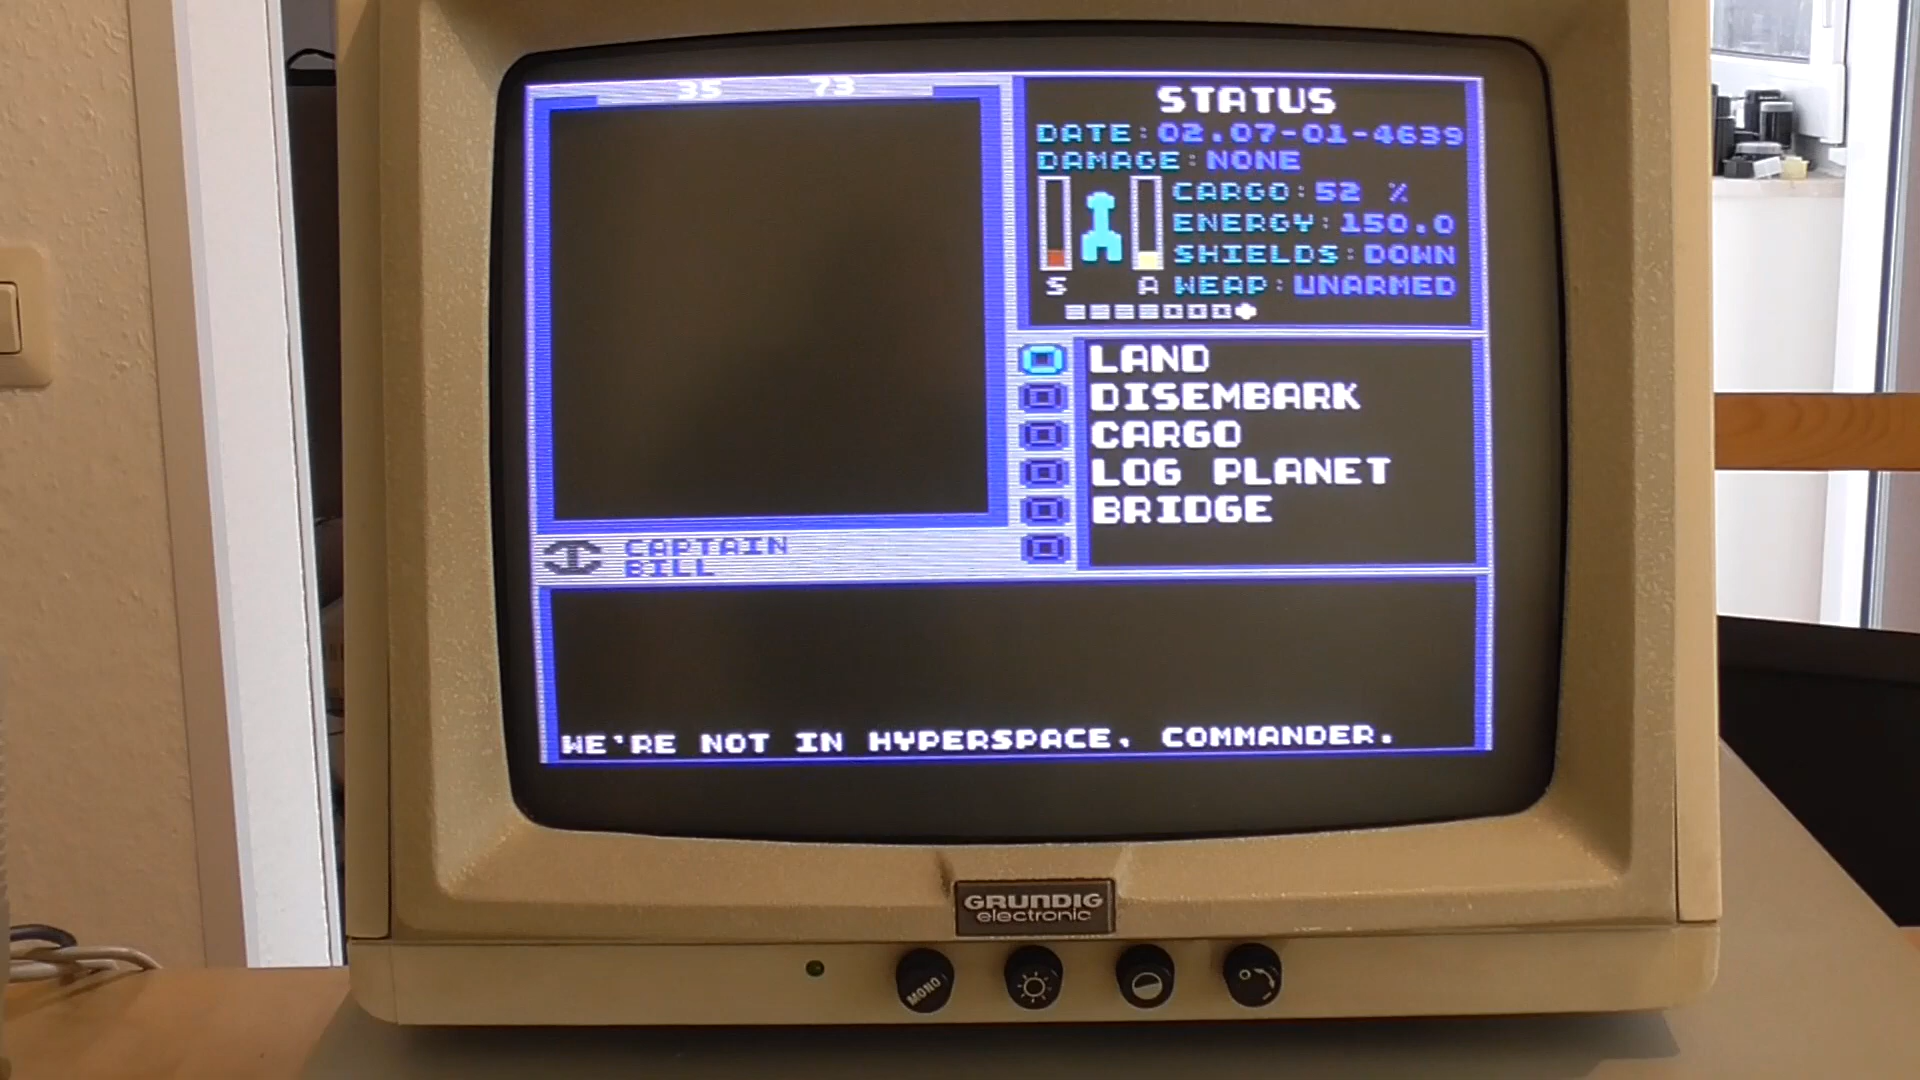 35 73
STATUS
DATE:02.07-01-4639
DAMAGE:NONE
CARGO:52 %
ENERGY:150.0
SHIELDS:DOWN
S A WEAP:UNARMED
LAND
DISEMBARK
CARGO
LOG PLANET
BRIDGE
CAPTAIN
BILL
WE'RE NOT IN HYPERSPACE, COMMANDER.
GRUNDIG
electronic
MONO